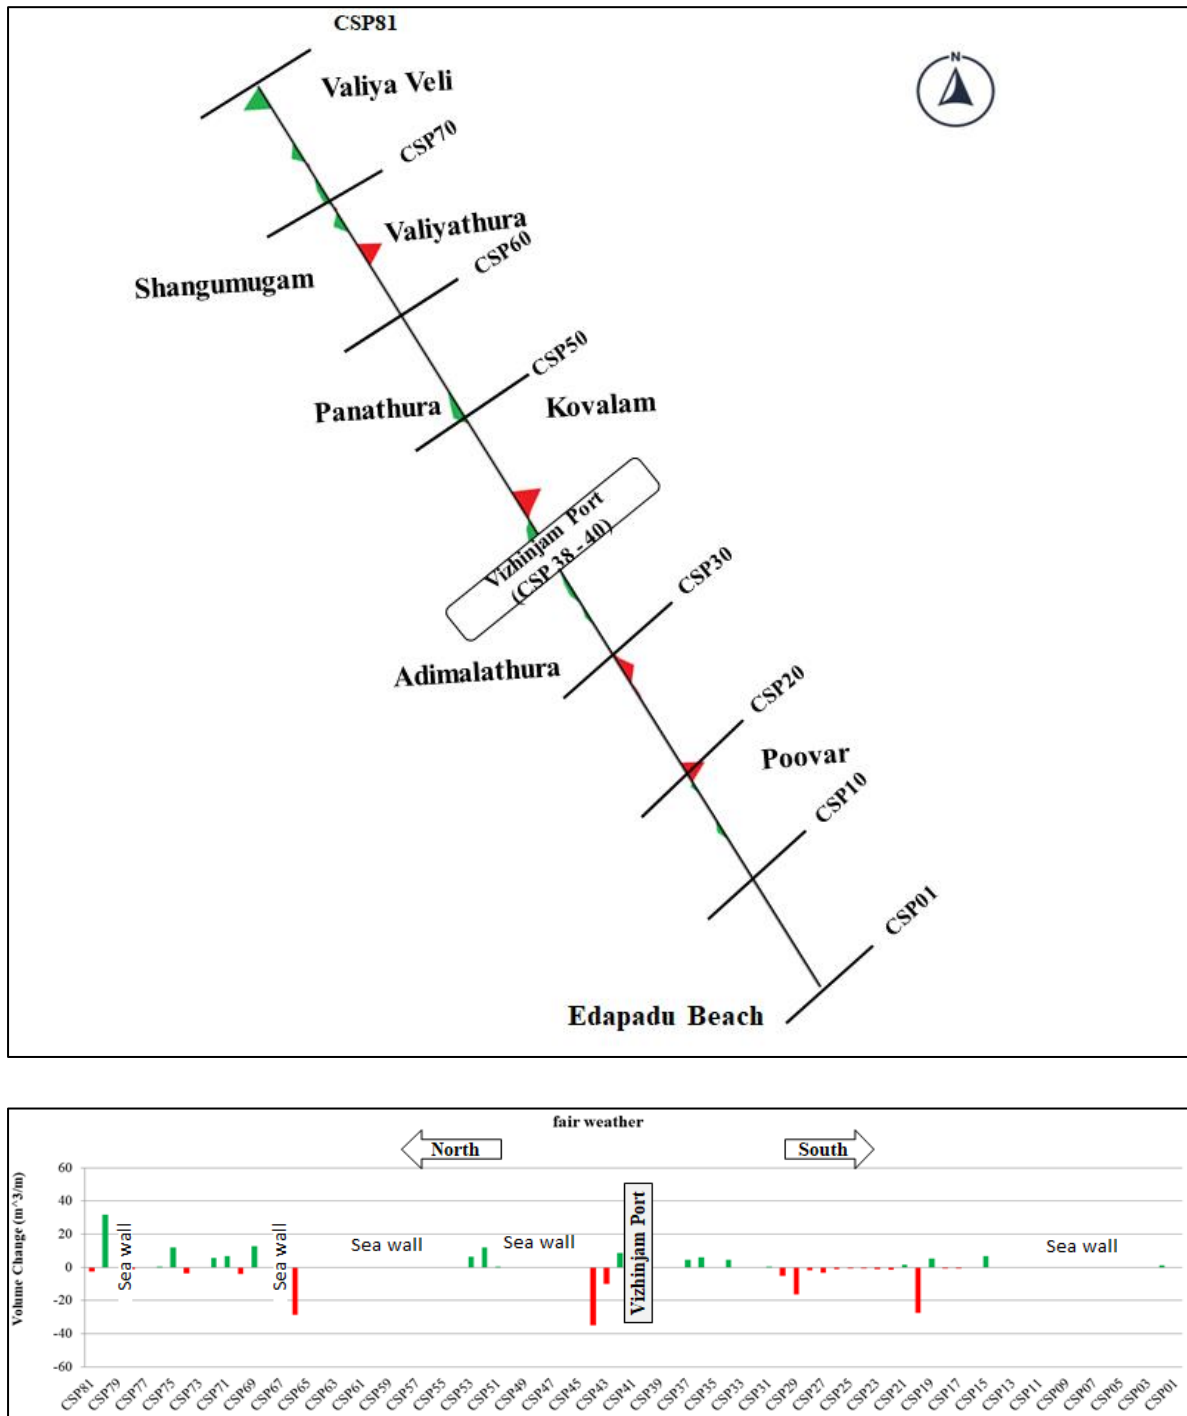 CSP81
Valiya Veli
N
CSP70
Valiyathura
CSP60
Shangumugam
CSP50
Panathura
Kovalam
Vizhinjam Port
(CSP 38 - 40)
CSP30
Adimalathura
CSP20
Poovar
CSP10
CSP01
Edapadu Beach
fair weather
North
South
Volume Change (m^3/m)
60
40
20
0
-20
-40
-60
Sea wall
Sea wall
Sea wall
Sea wall
Vizhinjam Port
Sea wall
CSP81
CSP79
CSP77
CSP75
CSP73
CSP71
CSP69
CSP67
CSP65
CSP63
CSP61
CSP59
CSP57
CSP55
CSP53
CSP51
CSP49
CSP47
CSP45
CSP43
CSP41
CSP39
CSP37
CSP35
CSP33
CSP31
CSP29
CSP27
CSP25
CSP23
CSP21
CSP19
CSP17
CSP15
CSP13
CSP11
CSP09
CSP07
CSP05
CSP03
CSP01